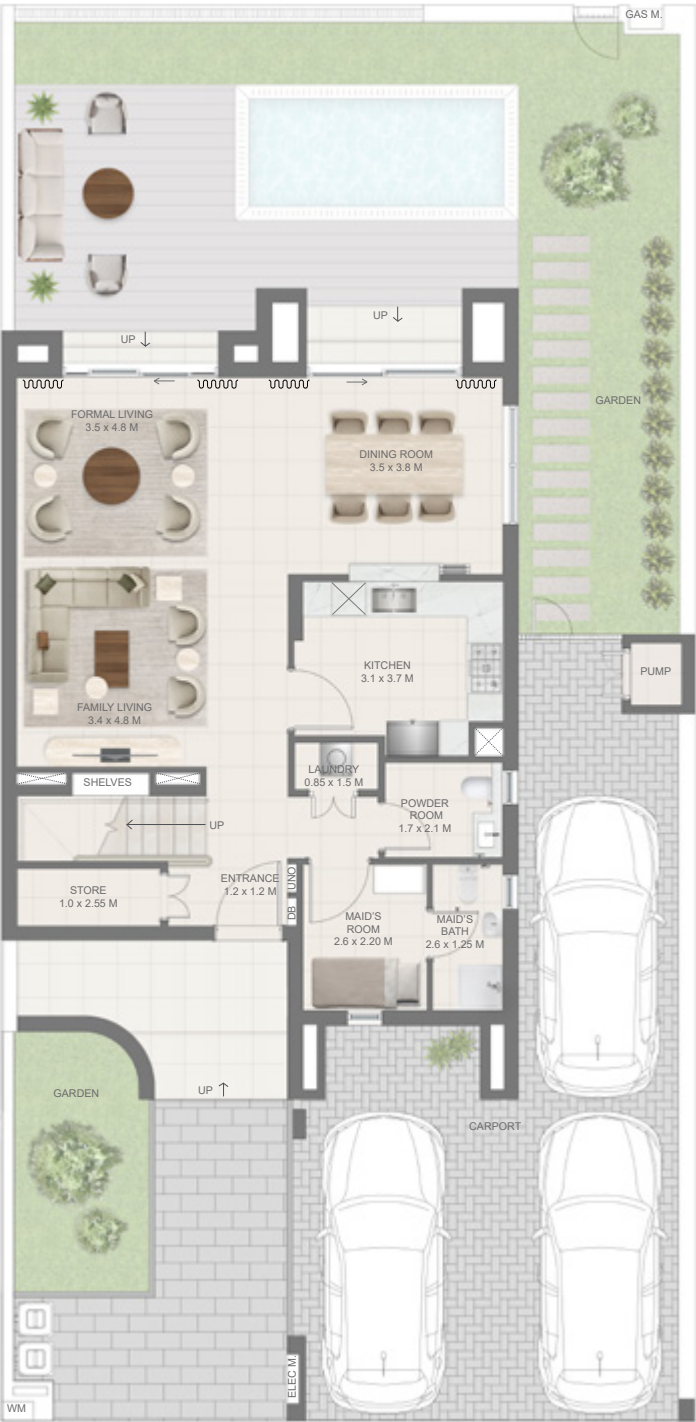 GAS M.
UP
UP
FORMAL LIVING
3.5 x 4.8 M
GARDEN
DINING ROOM
3.5 x 3.8 M
KITCHEN
3.1 x 3.7 M
PUMP
FAMILY LIVING
3.4 x 4.8 M
LAUNDRY
0.85 x 1.5 M
SHELVES
POWDER
ROOM
1.7 x 2.1 M
UP
ENTRANCE
1.2 x 1.2 M
UNO
DB
STORE
1.0 x 2.55 M
MAID'S
ROOM
2.6 x 2.20 M
MAID'S
BATH
2.6 x 1.25 M
UP
GARDEN
CARPORT
ELEC M.
WM